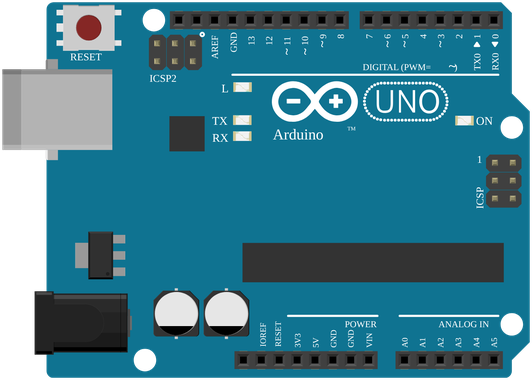 RESET
ICSP2
AREF
GND
13
12
~11
~10
~9
8
7
~6
~5
4
~3
2
TX0 ▶ 1
RX0 ◀ 0
DIGITAL (PWM= ~)
L
TX
RX
Arduino
TM
UNO
ON
1
ICSP
POWER
ANALOG IN
IOREF
RESET
3V3
5V
GND
GND
VIN
A0
A1
A2
A3
A4
A5